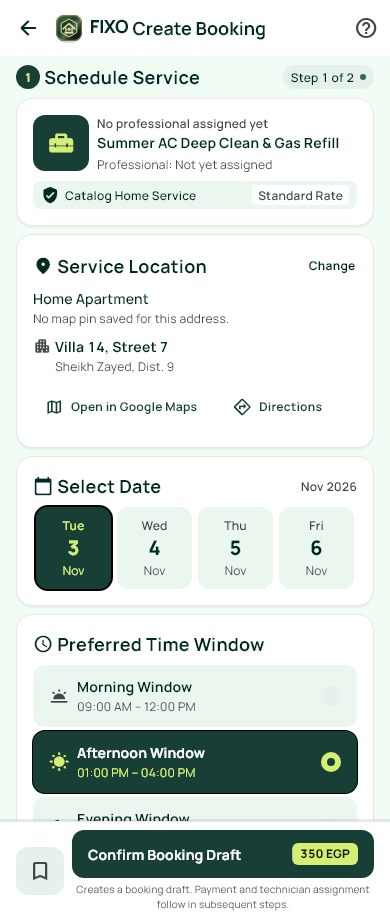 FIXO Create Booking
1 Schedule Service
Step 1 of 2
No professional assigned yet
Summer AC Deep Clean & Gas Refill
Professional: Not yet assigned
Catalog Home Service
Standard Rate
Service Location
Change
Home Apartment
No map pin saved for this address.
Villa 14, Street 7
Sheikh Zayed, Dist. 9
Open in Google Maps
Directions
Select Date
Nov 2026
Tue
3
Nov
Wed
4
Nov
Thu
5
Nov
Fri
6
Nov
Preferred Time Window
Morning Window
09:00 AM – 12:00 PM
Afternoon Window
01:00 PM – 04:00 PM
Evening Window
Confirm Booking Draft
350 EGP
Creates a booking draft. Payment and technician assignment
follow in subsequent steps.